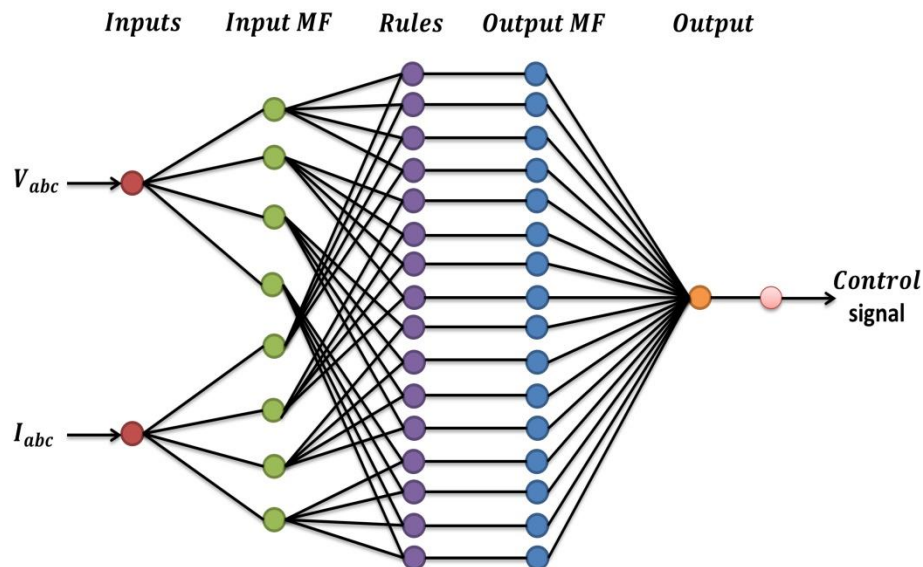 Inputs Input MF Rules Output MF Output
V_abc
Control
signal
I_abc